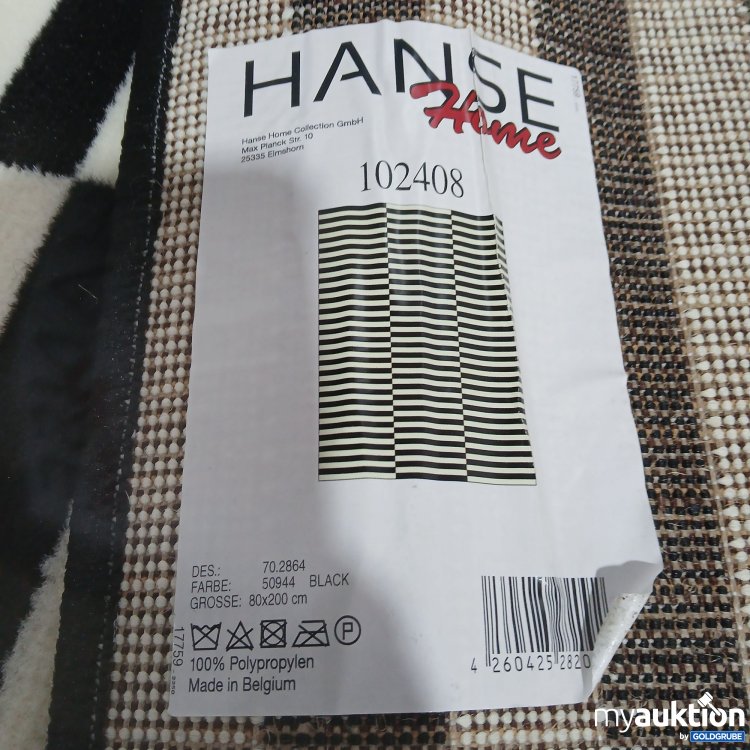 HANSE
Home
Hanse Home Collection GmbH
Max Planck Str. 10
25335 Elmshorn
102408
DES.: 70.2864
FARBE: 50944 BLACK
GROSSE: 80x200 cm
P
100% Polypropylen
Made in Belgium
17759
4 260425 2820
myauktion
by GOLDGRUBE